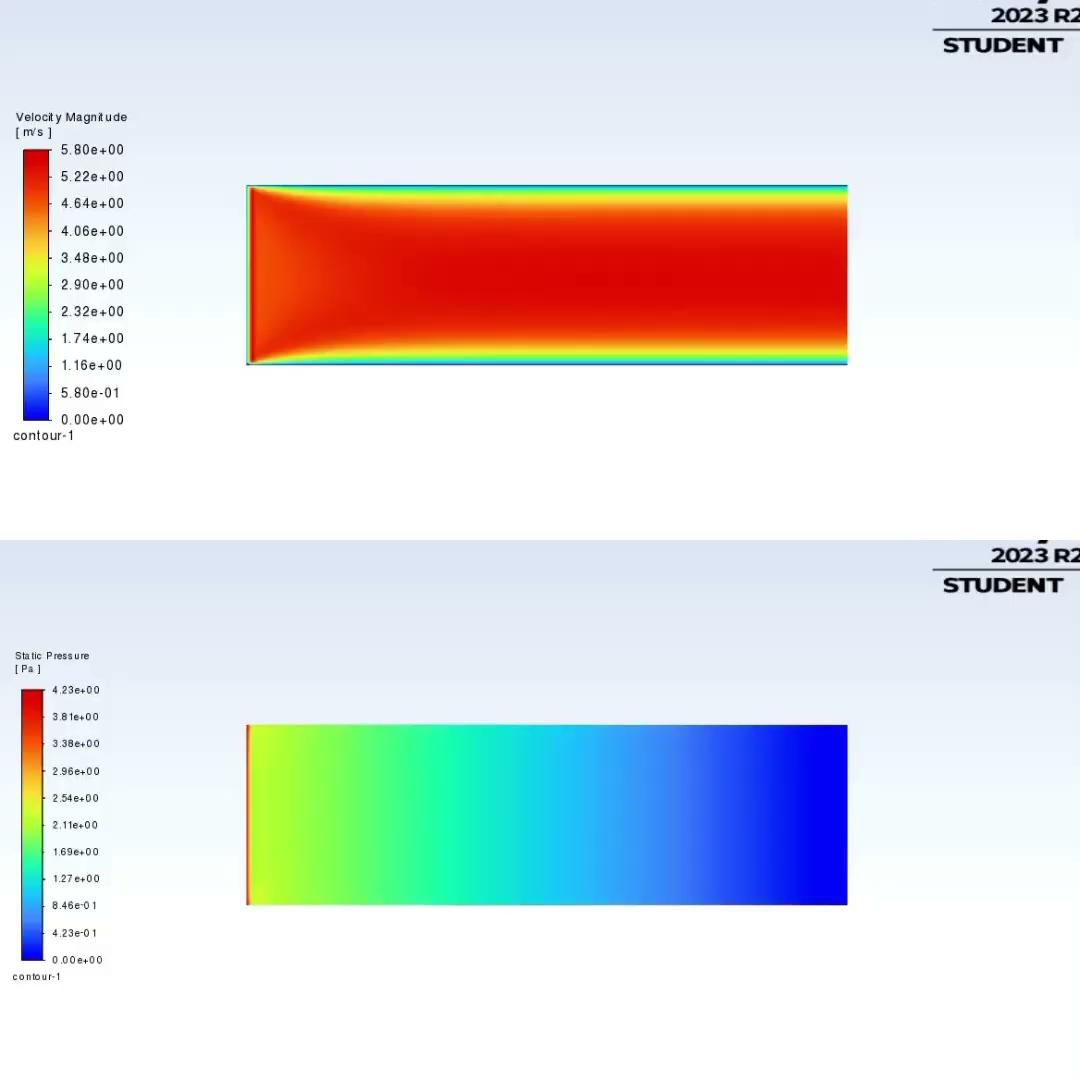 2023 R2
STUDENT
Velocity Magnitude
[ m/s ]
5.80e+00
5.22e+00
4.64e+00
4.06e+00
3.48e+00
2.90e+00
2.32e+00
1.74e+00
1.16e+00
5.80e-01
0.00e+00
contour-1
2023 R2
STUDENT
Static Pressure
[ Pa ]
4.23e+00
3.81e+00
3.38e+00
2.96e+00
2.54e+00
2.11e+00
1.69e+00
1.27e+00
8.46e-01
4.23e-01
0.00e+00
contour-1